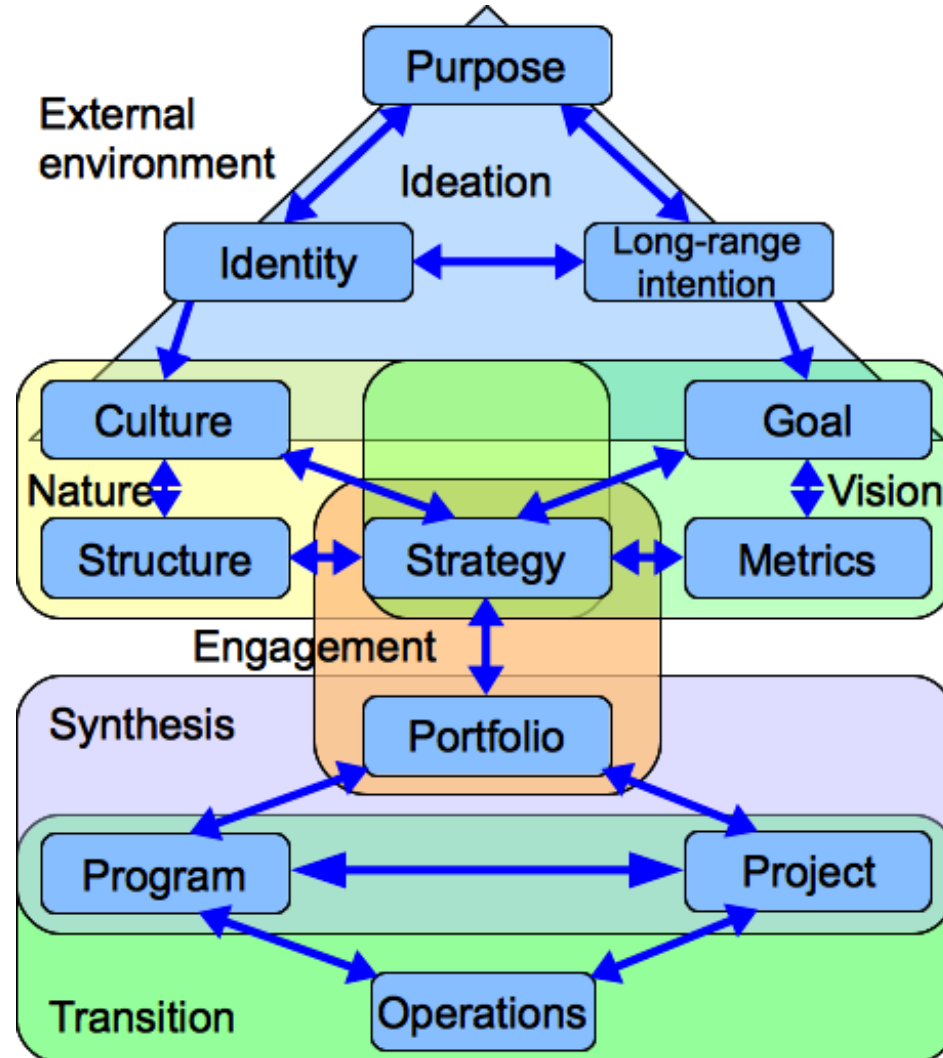 Purpose
External
environment
Ideation
Identity
Long-range
intention
Culture
Goal
Nature
Vision
Structure
Strategy
Metrics
Engagement
Synthesis
Portfolio
Program
Project
Operations
Transition